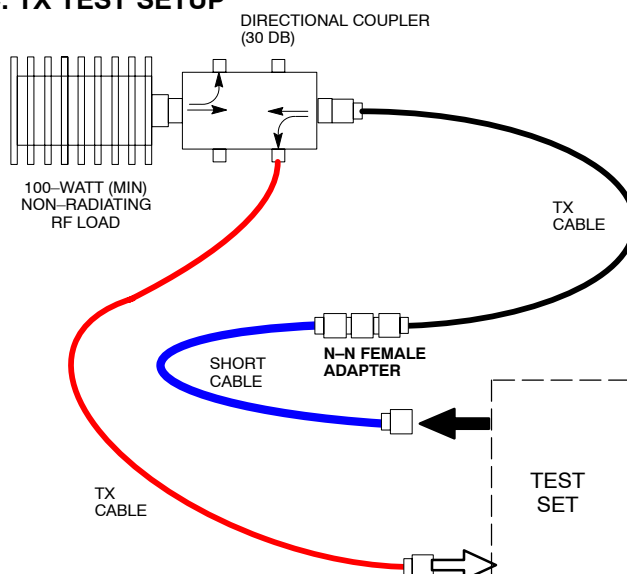 TX TEST SETUP
DIRECTIONAL COUPLER
(30 DB)
100–WATT (MIN)
NON–RADIATING
RF LOAD
TX
CABLE
N–N FEMALE
ADAPTER
SHORT
CABLE
TEST
SET
TX
CABLE